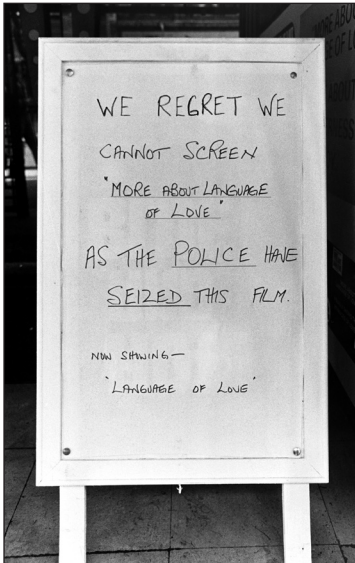 WE REGRET WE
CANNOT SCREEN
"MORE ABOUT LANGUAGE
OF LOVE"
AS THE POLICE HAVE
SEIZED THIS FILM.
NOW SHOWING—
"LANGUAGE OF LOVE"